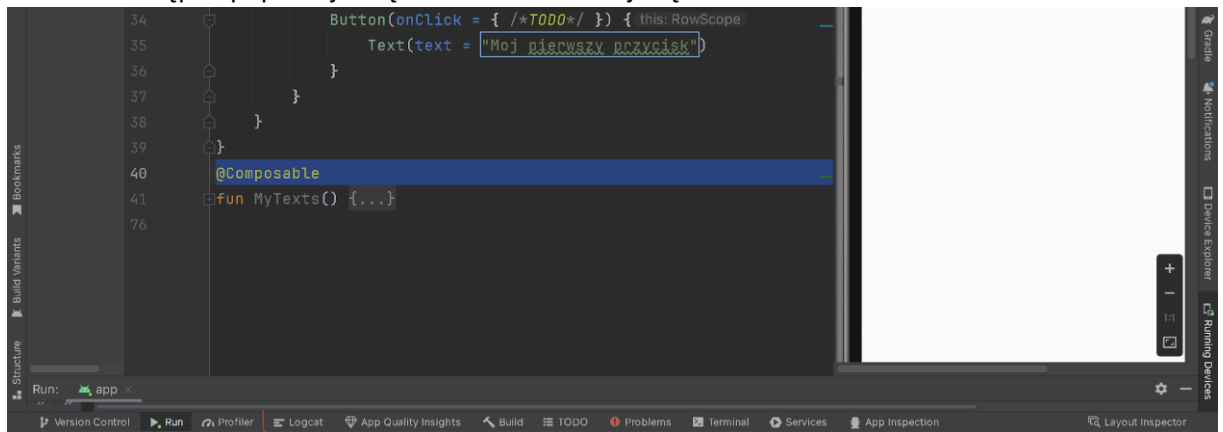 34 Button(onClick = { /*TODO*/ }) { this: RowScope
35 Text(text = "Moj pierwszy przycisk")
36 }
37 }
38 }
39 }
40 @Composable
41 fun MyTexts() {...}
76
Bookmarks
Build Variants
Structure
Gradle
Notifications
Device Explorer
Running Devices
+
−
1:1
Run: app ×
Version Control Run Profiler Logcat App Quality Insights Build TODO Problems Terminal Services App Inspection Layout Inspector